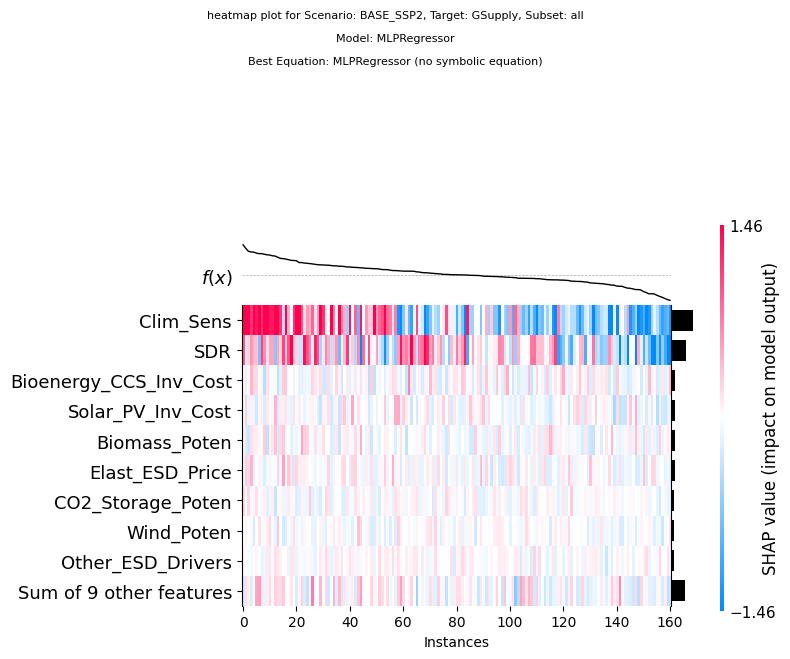 heatmap plot for Scenario: BASE_SSP2, Target: GSupply, Subset: all
Model: MLPRegressor
Best Equation: MLPRegressor (no symbolic equation)
1.46
f(x)
Clim_Sens
SDR
Bioenergy_CCS_Inv_Cost
Solar_PV_Inv_Cost
Biomass_Poten
Elast_ESD_Price
CO2_Storage_Poten
Wind_Poten
Other_ESD_Drivers
Sum of 9 other features
SHAP value (impact on model output)
−1.46
0 20 40 60 80 100 120 140 160
Instances